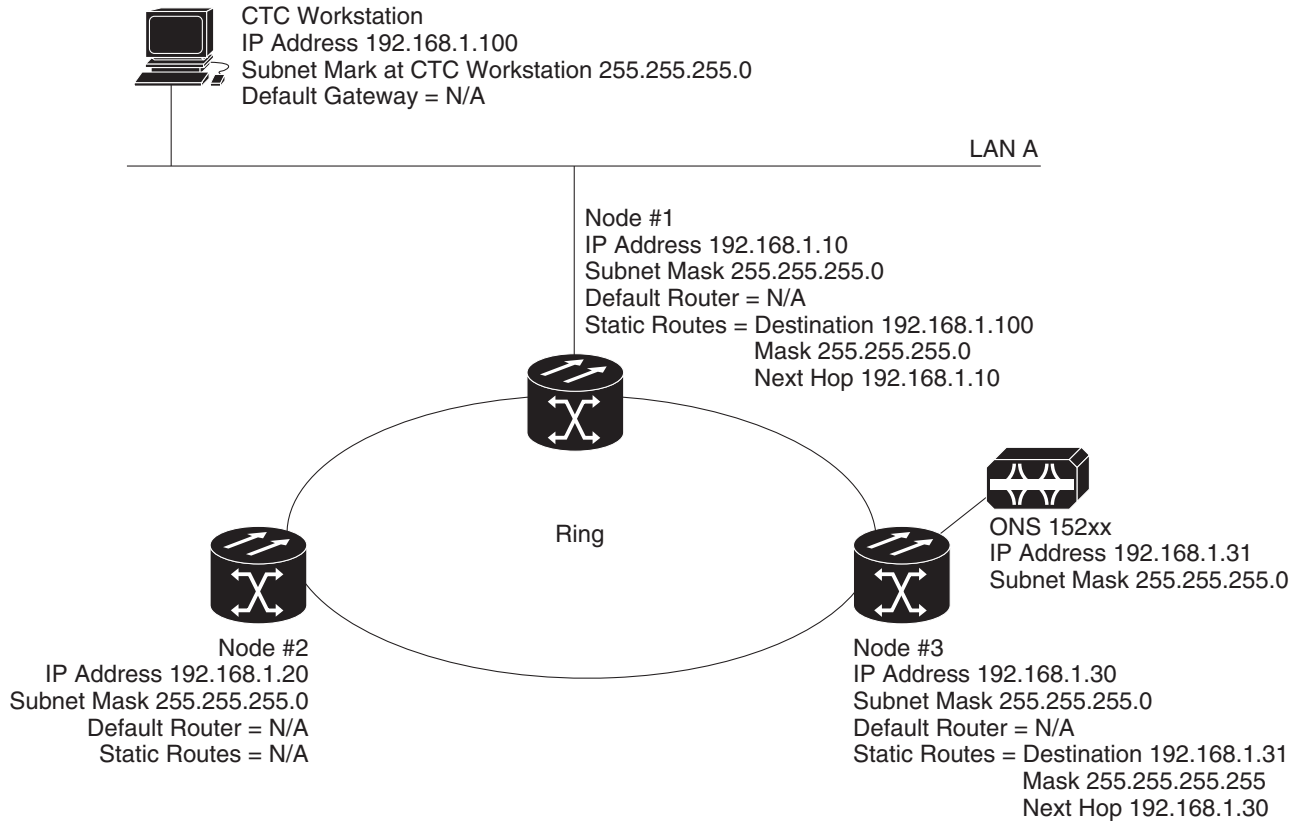 CTC Workstation
IP Address 192.168.1.100
Subnet Mark at CTC Workstation 255.255.255.0
Default Gateway = N/A
LAN A
Node #1
IP Address 192.168.1.10
Subnet Mask 255.255.255.0
Default Router = N/A
Static Routes = Destination 192.168.1.100
Mask 255.255.255.0
Next Hop 192.168.1.10
Ring
ONS 152xx
IP Address 192.168.1.31
Subnet Mask 255.255.255.0
Node #2
IP Address 192.168.1.20
Subnet Mask 255.255.255.0
Default Router = N/A
Static Routes = N/A
Node #3
IP Address 192.168.1.30
Subnet Mask 255.255.255.0
Default Router = N/A
Static Routes = Destination 192.168.1.31
Mask 255.255.255.255
Next Hop 192.168.1.30